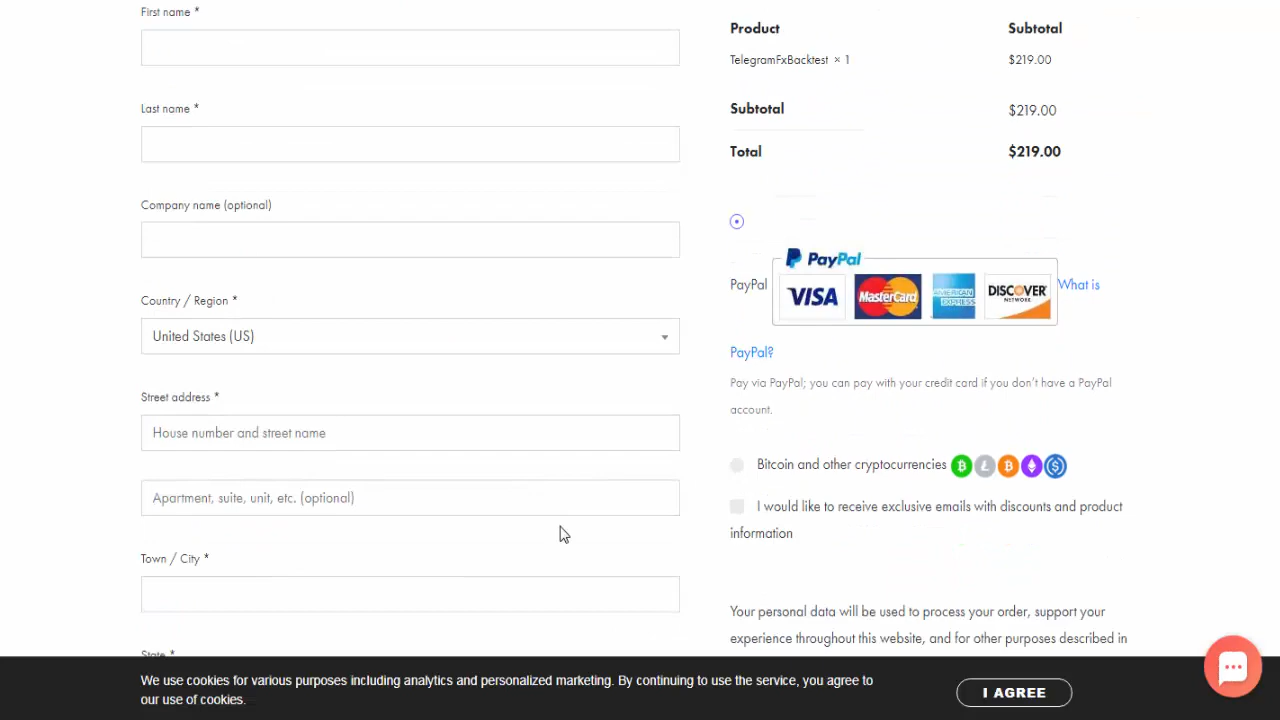 First name *
Last name *
Company name (optional)
Country / Region *
United States (US)
Street address *
House number and street name
Apartment, suite, unit, etc. (optional)
Town / City *
State *
Product Subtotal
TelegramFxBacktest × 1 $219.00
Subtotal $219.00
Total $219.00
PayPal
PayPal VISA MasterCard AMERICAN EXPRESS DISCOVER NETWORK What is
PayPal?
Pay via PayPal; you can pay with your credit card if you don't have a PayPal
account.
Bitcoin and other cryptocurrencies
I would like to receive exclusive emails with discounts and product
information
Your personal data will be used to process your order, support your
experience throughout this website, and for other purposes described in
We use cookies for various purposes including analytics and personalized marketing. By continuing to use the service, you agree to
our use of cookies.
I AGREE